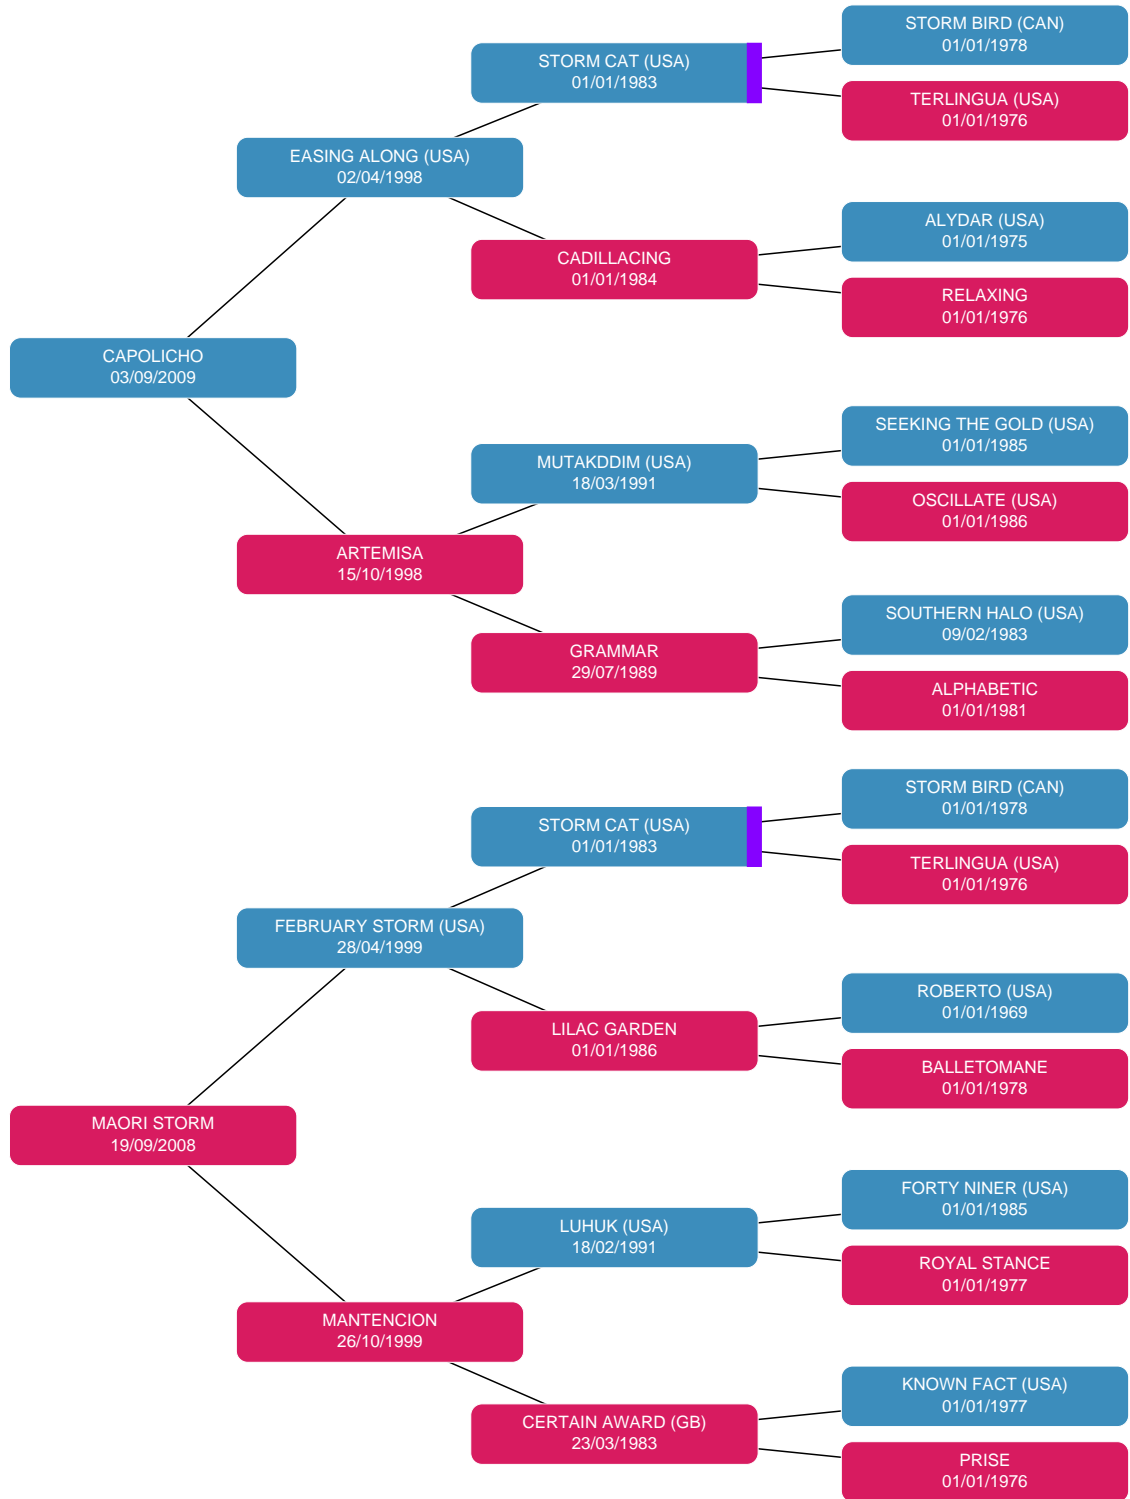 STORM BIRD (CAN)
01/01/1978
STORM CAT (USA)
01/01/1983
TERLINGUA (USA)
01/01/1976
EASING ALONG (USA)
02/04/1998
ALYDAR (USA)
01/01/1975
CADILLACING
01/01/1984
RELAXING
01/01/1976
CAPOLICHO
03/09/2009
SEEKING THE GOLD (USA)
01/01/1985
MUTAKDDIM (USA)
18/03/1991
OSCILLATE (USA)
01/01/1986
ARTEMISA
15/10/1998
SOUTHERN HALO (USA)
09/02/1983
GRAMMAR
29/07/1989
ALPHABETIC
01/01/1981
STORM BIRD (CAN)
01/01/1978
STORM CAT (USA)
01/01/1983
TERLINGUA (USA)
01/01/1976
FEBRUARY STORM (USA)
28/04/1999
ROBERTO (USA)
01/01/1969
LILAC GARDEN
01/01/1986
BALLETOMANE
01/01/1978
MAORI STORM
19/09/2008
FORTY NINER (USA)
01/01/1985
LUHUK (USA)
18/02/1991
ROYAL STANCE
01/01/1977
MANTENCION
26/10/1999
KNOWN FACT (USA)
01/01/1977
CERTAIN AWARD (GB)
23/03/1983
PRISE
01/01/1976